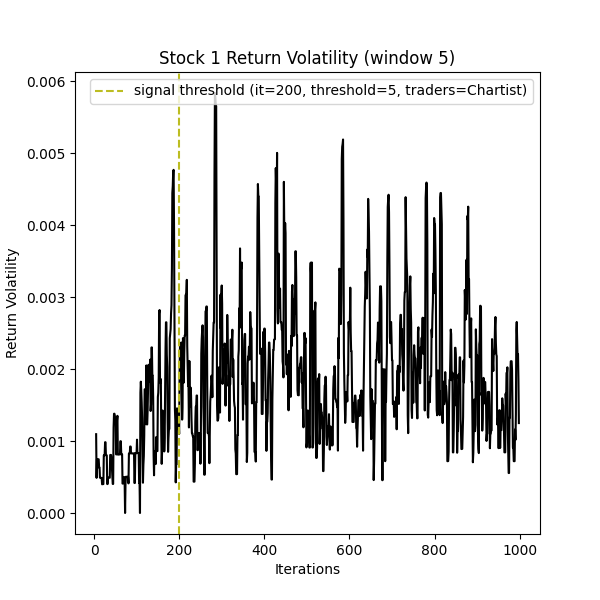 Stock 1 Return Volatility (window 5)
signal threshold (it=200, threshold=5, traders=Chartist)
Return Volatility
0.006
0.005
0.004
0.003
0.002
0.001
0.000
0 200 400 600 800 1000
Iterations